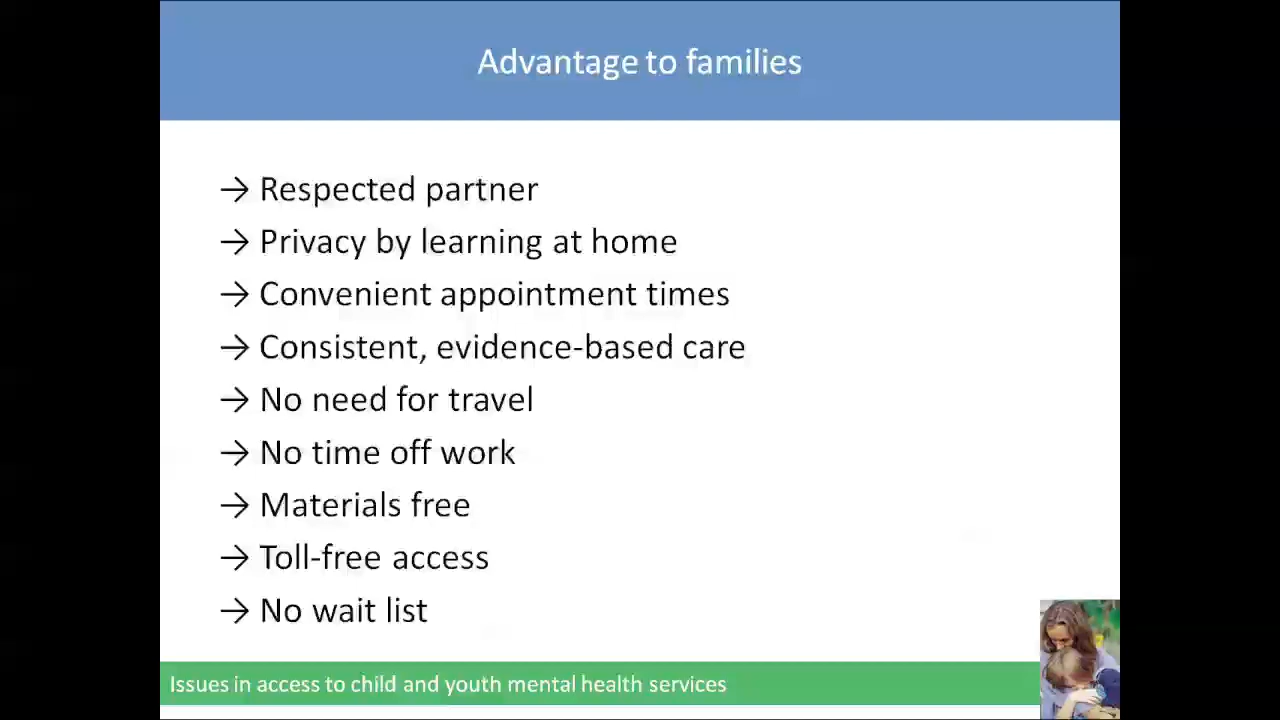 Advantage to families
→ Respected partner
→ Privacy by learning at home
→ Convenient appointment times
→ Consistent, evidence-based care
→ No need for travel
→ No time off work
→ Materials free
→ Toll-free access
→ No wait list
Issues in access to child and youth mental health services